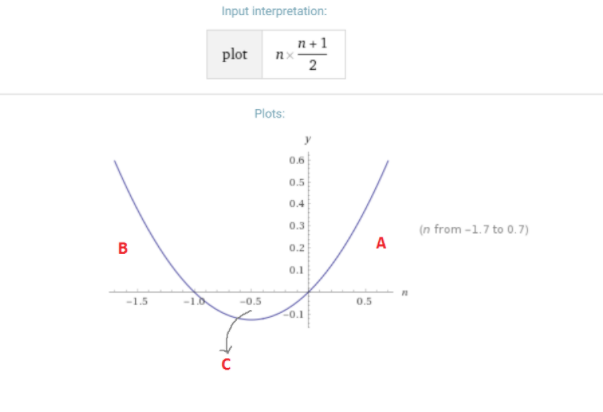 Input interpretation:
plot n × n + 1
2
Plots:
y
0.6
0.5
0.4
0.3
0.2
0.1
-0.1
B
A
(n from −1.7 to 0.7)
-1.5 -1.0 -0.5 0.5 n
C